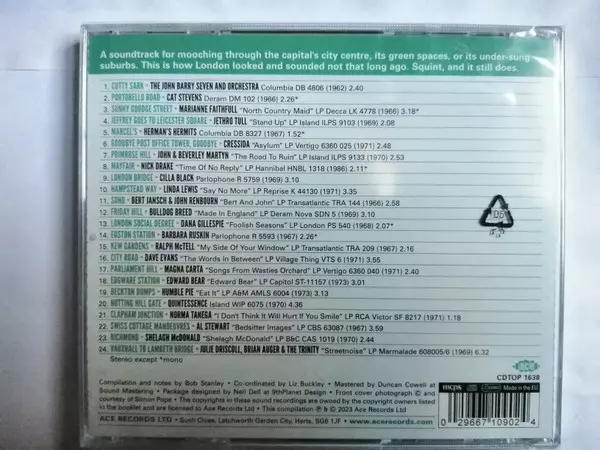 A soundtrack for mooching through the capital's city centre, its green spaces, or its under-sung
suburbs. This is how London looked and sounded not that long ago. Squint, and it still does.
1. CUTTY SARK • THE JOHN BARRY SEVEN AND ORCHESTRA Columbia DB 4806 (1962) 2.40
2. PORTOBELLO ROAD • CAT STEVENS Deram DM 102 (1966) 2.26*
3. SUNNY GOODGE STREET • MARIANNE FAITHFULL "North Country Maid" LP Decca LK 4778 (1966) 3.18*
4. JEFFREY GOES TO LEICESTER SQUARE • JETHRO TULL "Stand Up" LP Island ILPS 9103 (1969) 2.08
5. MARCEL'S • HERMAN'S HERMITS Columbia DB 8327 (1967) 1.52*
6. GOODBYE POST OFFICE TOWER, GOODBYE • CRESSIDA "Asylum" LP Vertigo 6360 025 (1971) 2.48
7. PRIMROSE HILL • JOHN & BEVERLEY MARTYN "The Road To Ruin" LP Island ILPS 9133 (1970) 2.53
8. MAYFAIR • NICK DRAKE "Time Of No Reply" LP Hannibal HNBL 1318 (1986) 2.11*
9. LONDON BRIDGE • CILLA BLACK Parlophone R 5759 (1969) 3.10
10. HAMPSTEAD WAY • LINDA LEWIS "Say No More" LP Reprise K 44130 (1971) 3.35
11. SOHO • BERT JANSCH & JOHN RENBOURN "Bert And John" LP Transatlantic TRA 144 (1966) 2.58
12. FRIDAY HILL • BULLDOG BREED "Made In England" LP Deram Nova SDN 5 (1969) 3.10
13. LONDON SOCIAL DEGREE • DANA GILLESPIE "Foolish Seasons" LP London PS 540 (1968) 2.07*
14. EUSTON STATION • BARBARA RUSKIN Parlophone R 5593 (1967) 2.26*
15. KEW GARDENS • RALPH McTELL "My Side Of Your Window" LP Transatlantic TRA 209 (1967) 2.16
16. CITY ROAD • DAVE EVANS "The Words In Between" LP Village Thing VTS 6 (1971) 3.55
17. PARLIAMENT HILL • MAGNA CARTA "Songs From Wasties Orchard" LP Vertigo 6360 040 (1971) 2.40
18. EDGWARE STATION • EDWARD BEAR "Edward Bear" LP Capitol ST-11157 (1973) 3.01
19. BECKTON DUMPS • HUMBLE PIE "Eat It" LP A&M AMLS 6004 (1973) 3.13
20. NOTTING HILL GATE • QUINTESSENCE Island WIP 6075 (1970) 4.36
21. CLAPHAM JUNCTION • NORMA TANEGA "I Don't Think It Will Hurt If You Smile" LP RCA Victor SF 8217 (1971) 1.18
22. SWISS COTTAGE MANOEUVRES • AL STEWART "Bedsitter Images" LP CBS 63087 (1967) 3.59
23. RICHMOND • SHELAGH McDONALD "Shelagh McDonald" LP B&C CAS 1019 (1970) 2.44
24. VAUXHALL TO LAMBETH BRIDGE • JULIE DRISCOLL, BRIAN AUGER & THE TRINITY "Streetnoise" LP Marmalade 608005/6 (1969) 6.32
Stereo except *mono
ACE
CDTOP 1638
Compilation and notes by Bob Stanley • Co-ordinated by Liz Buckley • Mastered by Duncan Cowell at
Sound Mastering • Package designed by Neil Dell at 9thPlanet Design • Front cover photograph © and
courtesy of Simon Pope • The copyrights in these sound recordings are owned by the copyright owners listed
in the booklet and licensed to Ace Records Ltd • This compilation ℗ & © 2023 Ace Records Ltd
ACE RECORDS LTD • Steele Road, London NW10 7AR • www.acerecords.com
mcps
Made in the EU
0 29667 10902 4